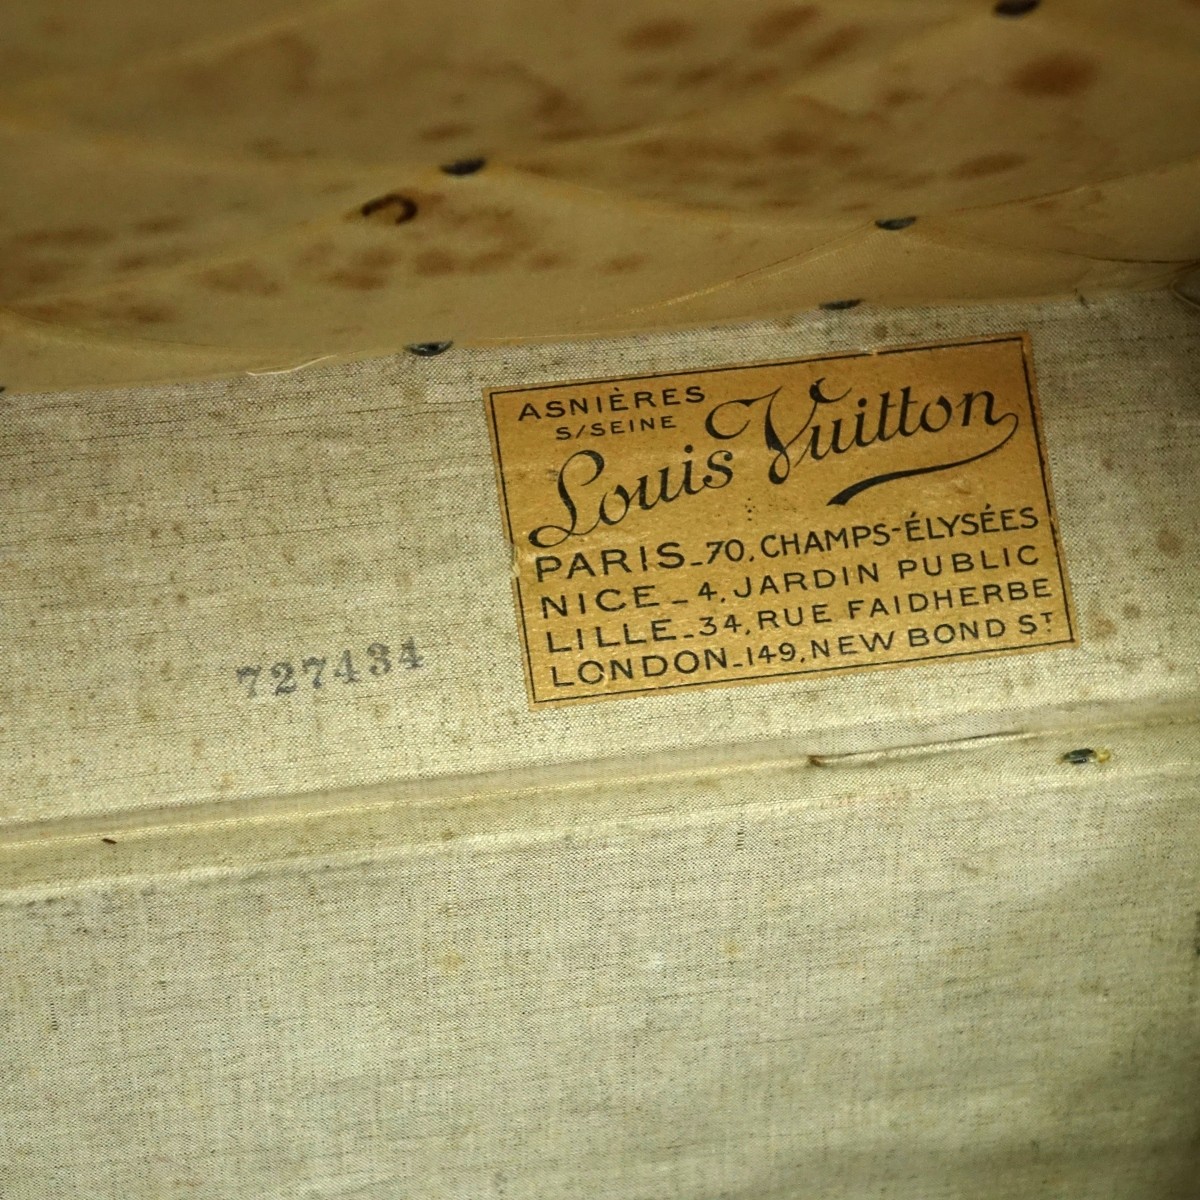 ASNIÈRES
S/SEINE
Louis Vuitton
PARIS_70, CHAMPS-ÉLYSÉES
NICE_4, JARDIN PUBLIC
LILLE_34, RUE FAIDHERBE
LONDON_149, NEW BOND ST
727434